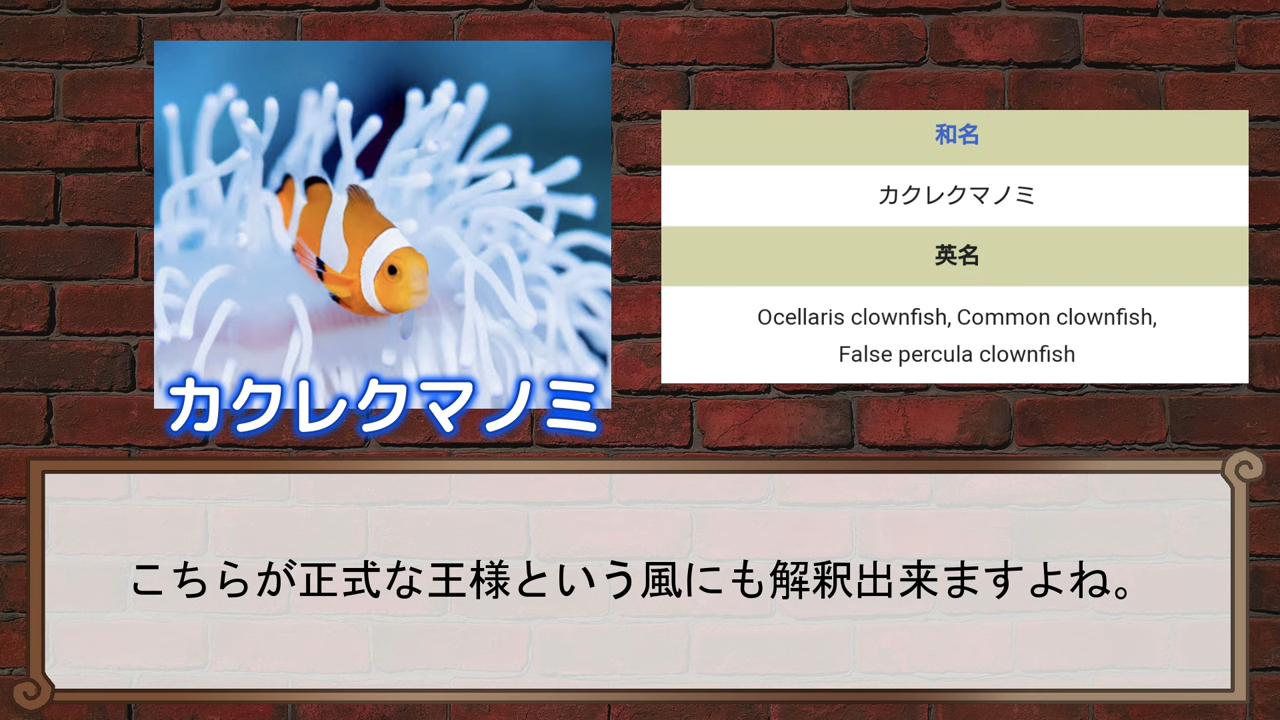 カクレクマノミ
和名
カクレクマノミ
英名
Ocellaris clownfish, Common clownfish,
False percula clownfish
こちらが正式な王様という風にも解釈出来ますよね。